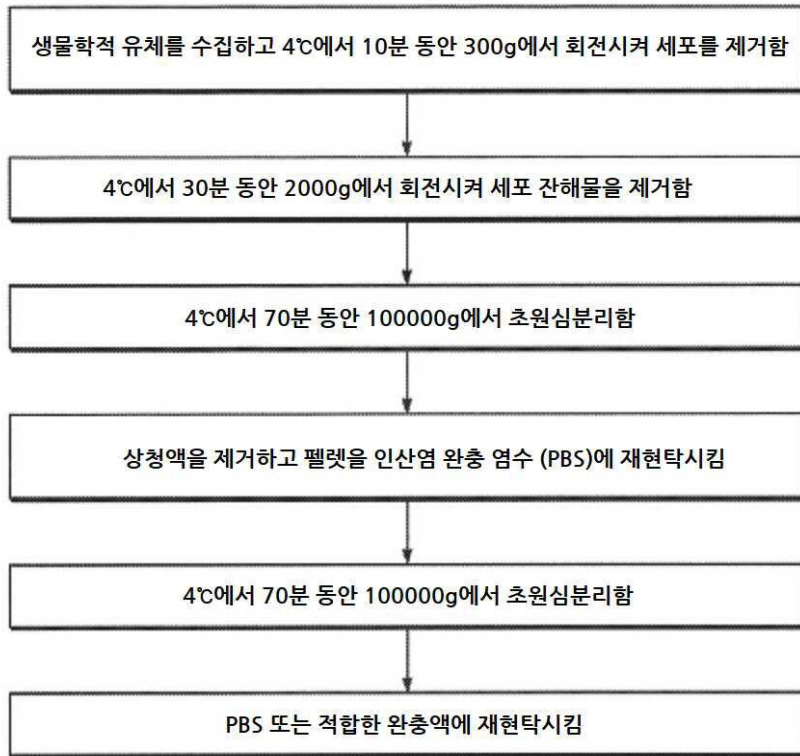 생물학적 유체를 수집하고 4℃에서 10분 동안 300g에서 회전시켜 세포를 제거함
4℃에서 30분 동안 2000g에서 회전시켜 세포 잔해물을 제거함
4℃에서 70분 동안 100000g에서 초원심분리함
상청액을 제거하고 펠렛을 인산염 완충 염수 (PBS)에 재현탁시킴
4℃에서 70분 동안 100000g에서 초원심분리함
PBS 또는 적합한 완충액에 재현탁시킴